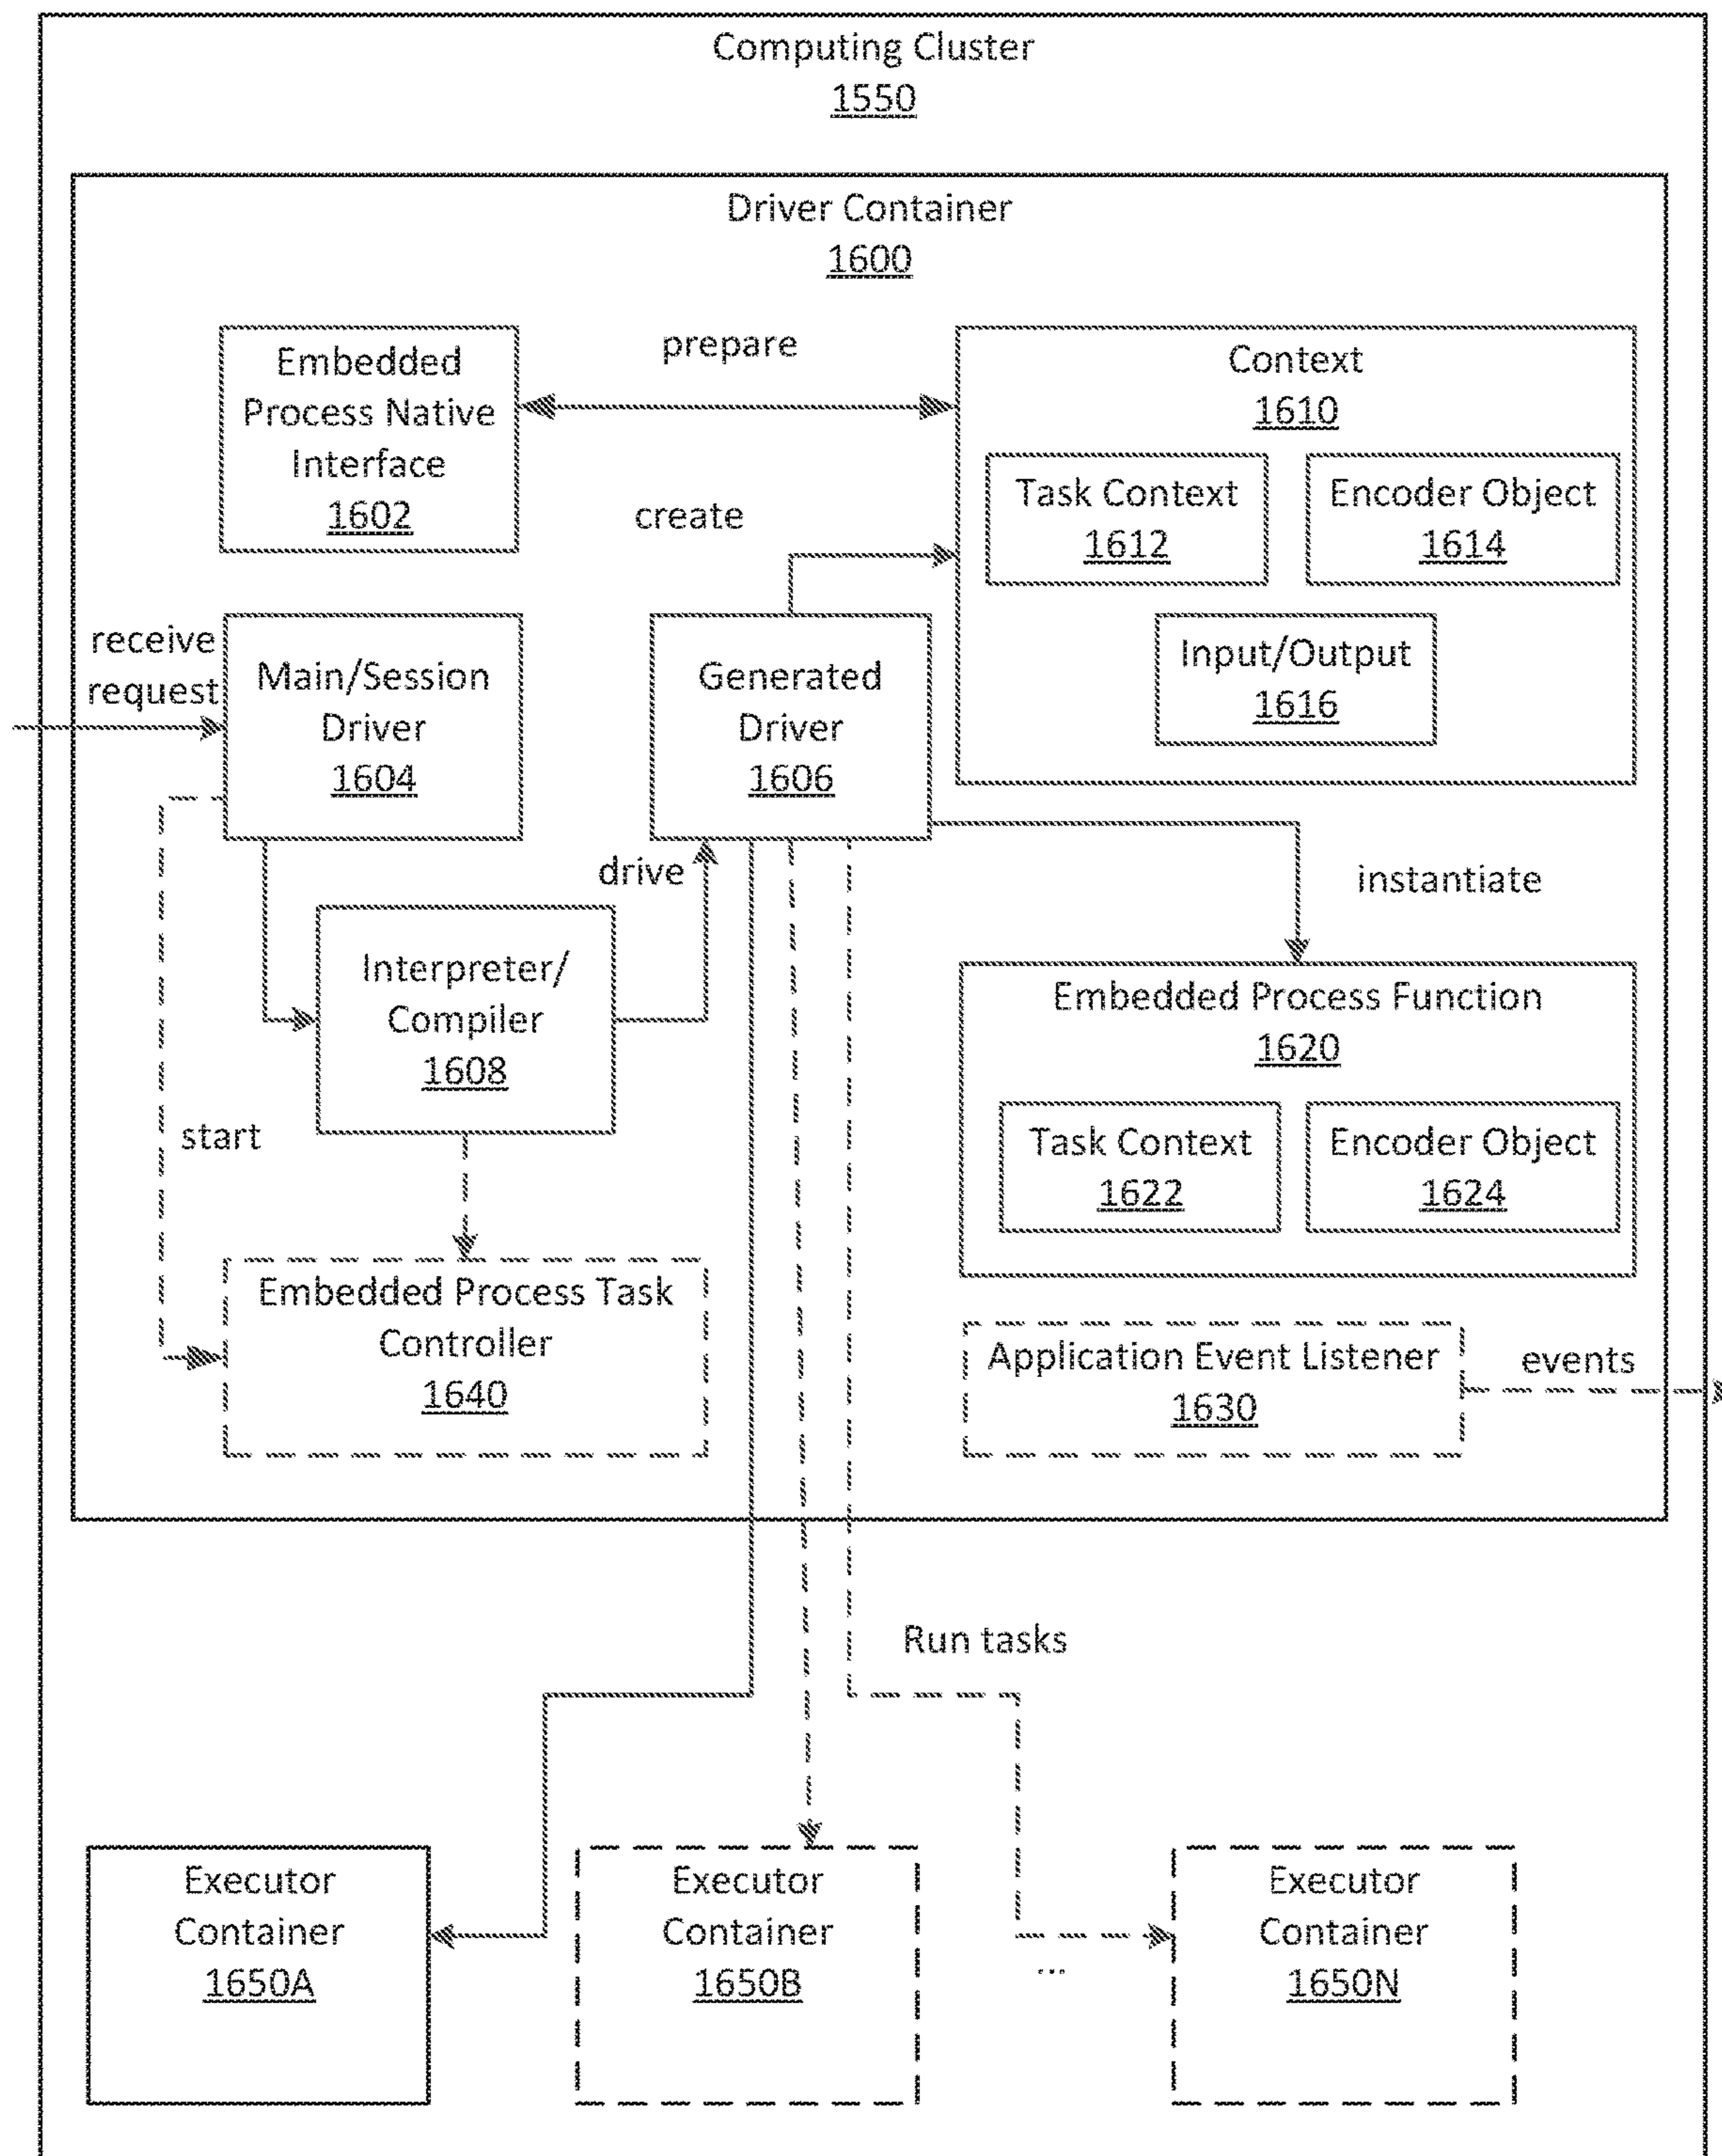 Computing Cluster
1550
Driver Container
1600
Embedded
Process Native
Interface
1602
prepare
create
Context
1610
Task Context
1612
Encoder Object
1614
Input/Output
1616
receive
request
Main/Session
Driver
1604
Generated
Driver
1606
drive
instantiate
Interpreter/
Compiler
1608
start
Embedded Process Function
1620
Task Context
1622
Encoder Object
1624
Embedded Process Task
Controller
1640
Application Event Listener
1630
events
Run tasks
Executor
Container
1650A
Executor
Container
1650B
...
Executor
Container
1650N